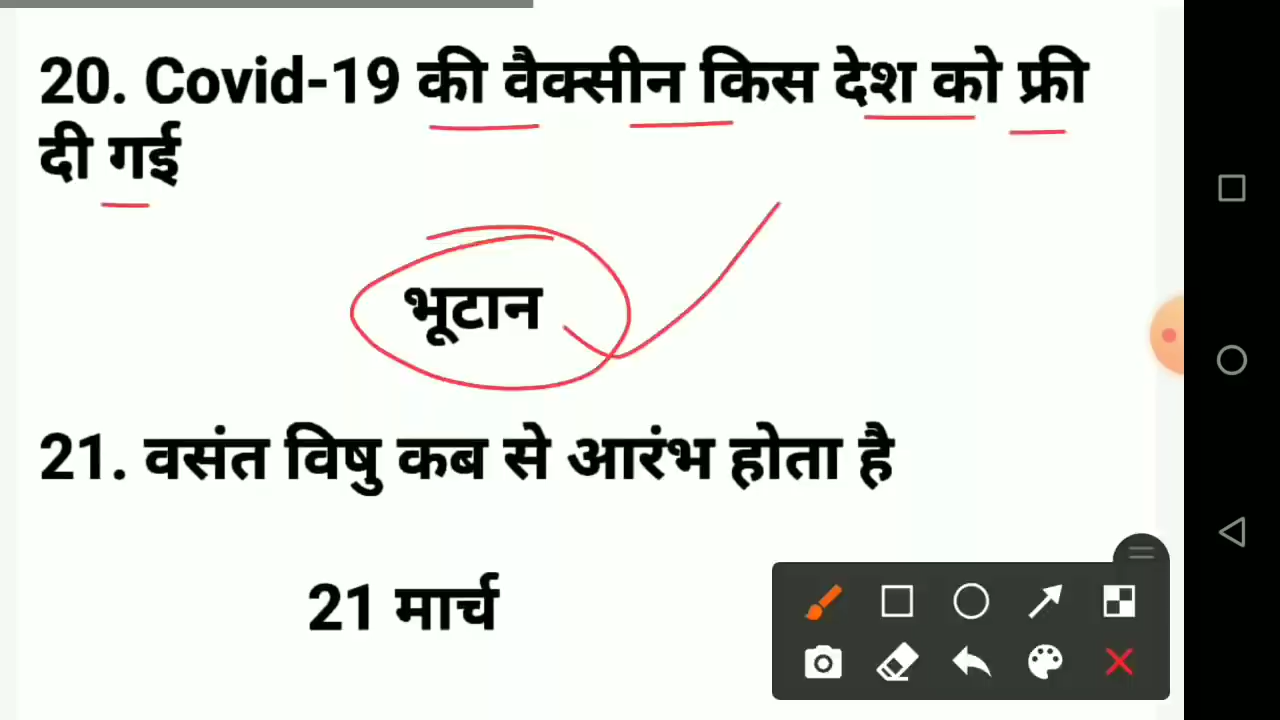 20. Covid-19 की वैक्सीन किस देश को फ्री
दी गई
भूटान
21. वसंत विषु कब से आरंभ होता है
21 मार्च